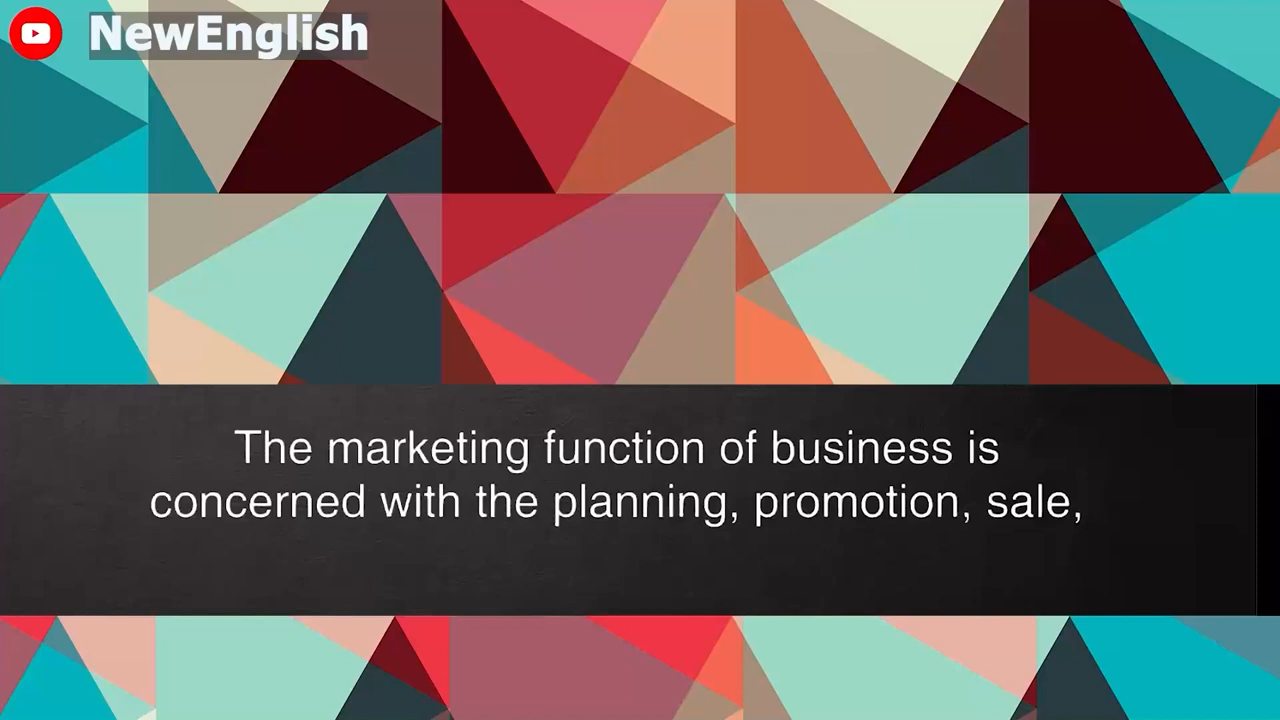 NewEnglish
The marketing function of business is
concerned with the planning, promotion, sale,